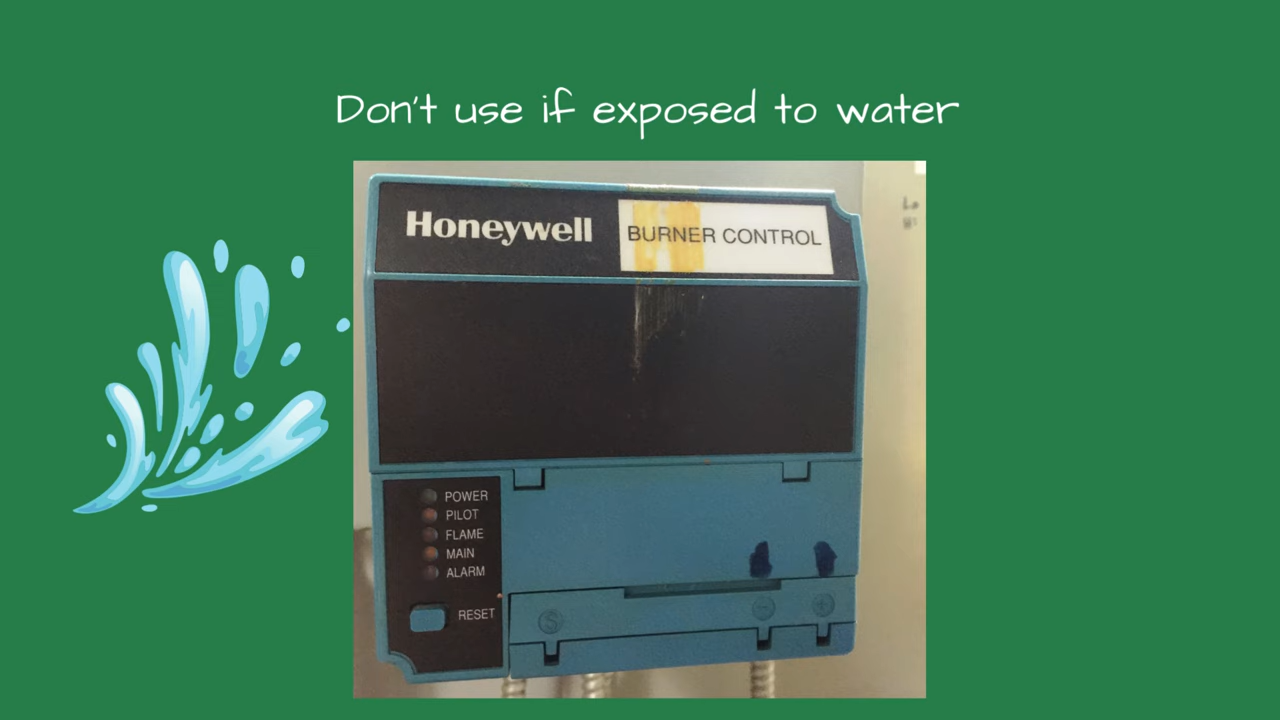 Don't use if exposed to water
Honeywell
BURNER CONTROL
POWER
PILOT
FLAME
MAIN
ALARM
RESET
S
-
+